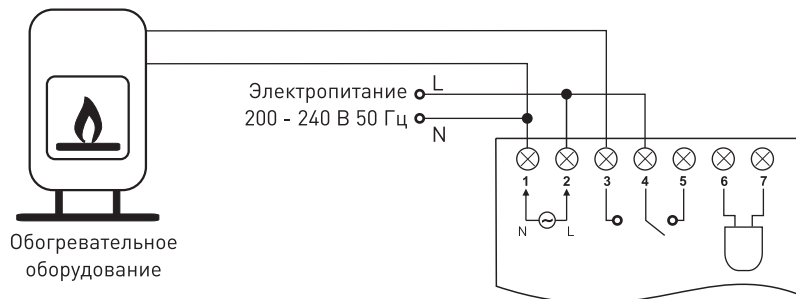 Электропитание
L
200 - 240 В 50 Гц
N
1 2 3 4 5 6 7
N ~ L
Обогревательное
оборудование